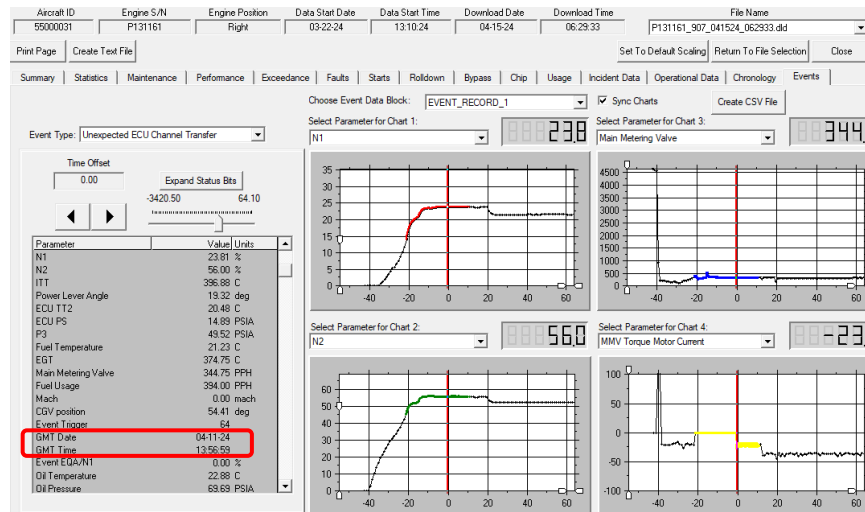 Aircraft ID Engine S/N Engine Position Data Start Date Data Start Time Download Date Download Time File Name
55000031 P131161 Right 03-22-24 13:10:24 04-15-24 06:29:33 P131161_907_041524_062933.dld
Print Page Create Text File Set To Default Scaling Return To File Selection Close
Summary Statistics Maintenance Performance Exceedance Faults Starts Rolldown Bypass Chip Usage Incident Data Operational Data Chronology Events
Choose Event Data Block: EVENT_RECORD_1 Sync Charts Create CSV File
Select Parameter for Chart 1: Select Parameter for Chart 3:
Event Type: Unexpected ECU Channel Transfer N1 23.8 Main Metering Valve 344.
Time Offset
0.00 Expand Status Bits
-3420.50 64.10
Parameter Value Units
N1 23.81 %
N2 56.00 %
ITT 396.88 C
Power Lever Angle 19.32 deg
ECU TT2 20.48 C
ECU PS 14.89 PSIA
P3 49.52 PSIA
Fuel Temperature 21.23 C
EGT 374.75 C
Main Metering Valve 344.75 PPH
Fuel Usage 394.00 PPH
Mach 0.00 mach
CGV position 54.41 deg
Event Trigger 64
GMT Date 04-11-24
GMT Time 13:56:59
Event EQA/N1 0.00 %
Oil Temperature 22.88 C
Oil Pressure 69.69 PSIA
35
30
25
20
15
10
5
0
-40 -20 0 20 40 60
4500
4000
3500
3000
2500
2000
1500
1000
500
0
-40 -20 0 20 40 60
Select Parameter for Chart 2: Select Parameter for Chart 4:
N2 56.0 MMV Torque Motor Current -23.
60
50
40
30
20
10
0
-40 -20 0 20 40 60
100
50
0
-50
-100
-40 -20 0 20 40 60